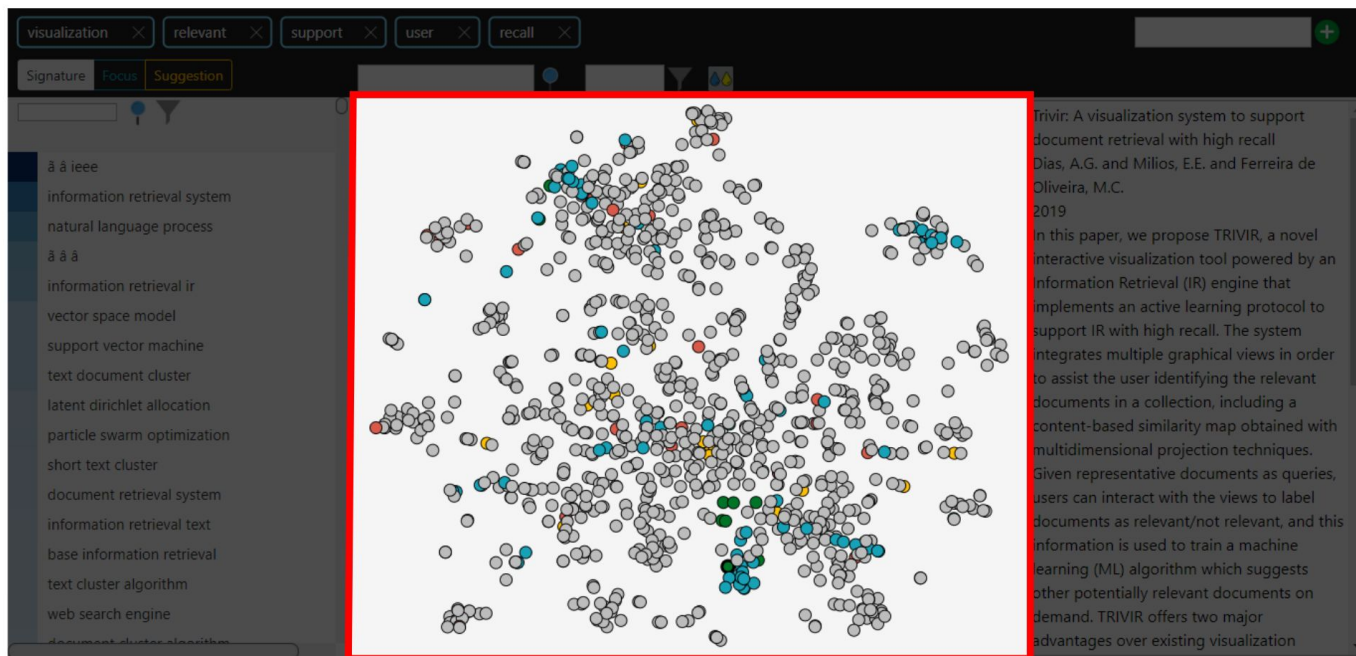 visualization
relevant
support
user
recall
Signature
Focus
Suggestion
â â ieee
information retrieval system
natural language process
â â â
information retrieval ir
vector space model
support vector machine
text document cluster
latent dirichlet allocation
particle swarm optimization
short text cluster
document retrieval system
information retrieval text
base information retrieval
text cluster algorithm
web search engine
document cluster algorithm
Trivir: A visualization system to support
document retrieval with high recall
Dias, A.G. and Milios, E.E. and Ferreira de
Oliveira, M.C.
2019
In this paper, we propose TRIVIR, a novel
interactive visualization tool powered by an
Information Retrieval (IR) engine that
implements an active learning protocol to
support IR with high recall. The system
integrates multiple graphical views in order
to assist the user identifying the relevant
documents in a collection, including a
content-based similarity map obtained with
multidimensional projection techniques.
Given representative documents as queries,
users can interact with the views to label
documents as relevant/not relevant, and this
information is used to train a machine
learning (ML) algorithm which suggests
other potentially relevant documents on
demand. TRIVIR offers two major
advantages over existing visualization